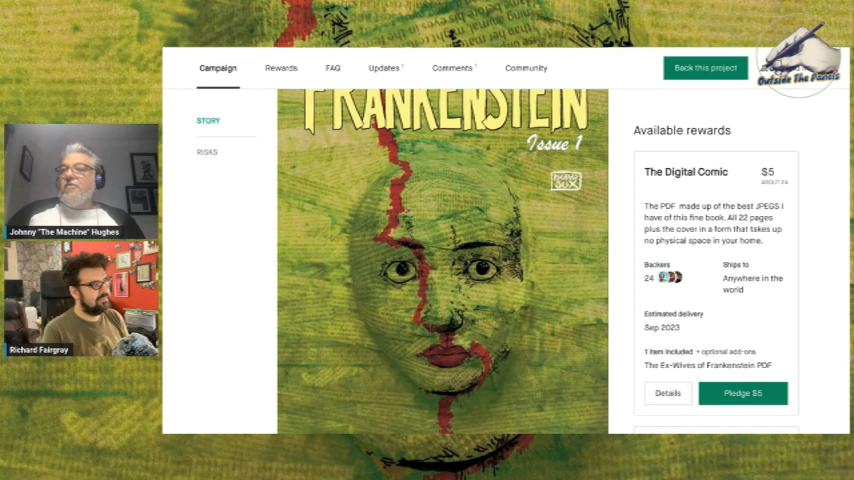 Campaign
Rewards
FAQ
Updates 1
Comments 1
Community
Back this project
Outside The Panels
STORY
RISKS
FRANKENSTEIN
Issue 1
Available rewards
The Digital Comic
$5
The PDF made up of the best JPEGS I
have of this fine book. All 22 pages
plus the cover in a form that takes up
no physical space in your home.
Backers
24
Ships to
Anywhere in the
world
Estimated delivery
Sep 2023
1 item included + optional add-ons
The Ex-Wives of Frankenstein PDF
Details
Pledge $5
Johnny "The Machine" Hughes
Richard Fairgray